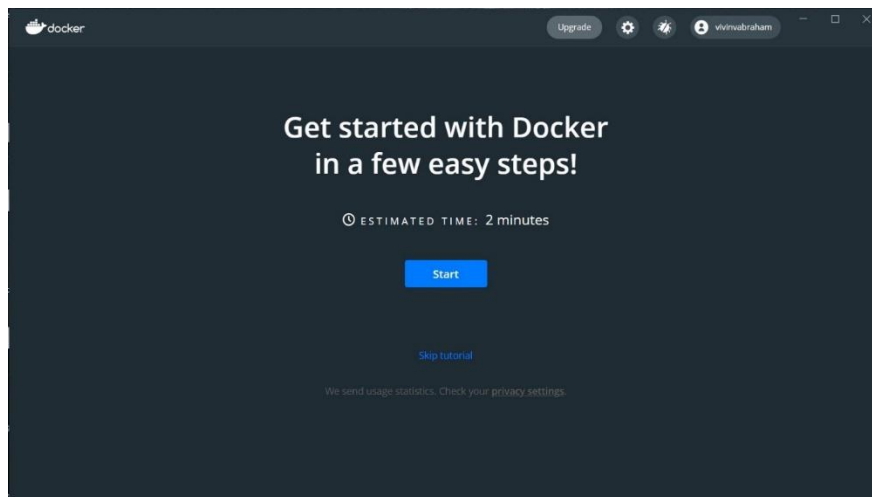 docker
Upgrade
vivinvabraham
Get started with Docker
in a few easy steps!
ESTIMATED TIME: 2 minutes
Start
Skip tutorial
We send usage statistics. Check your privacy settings.